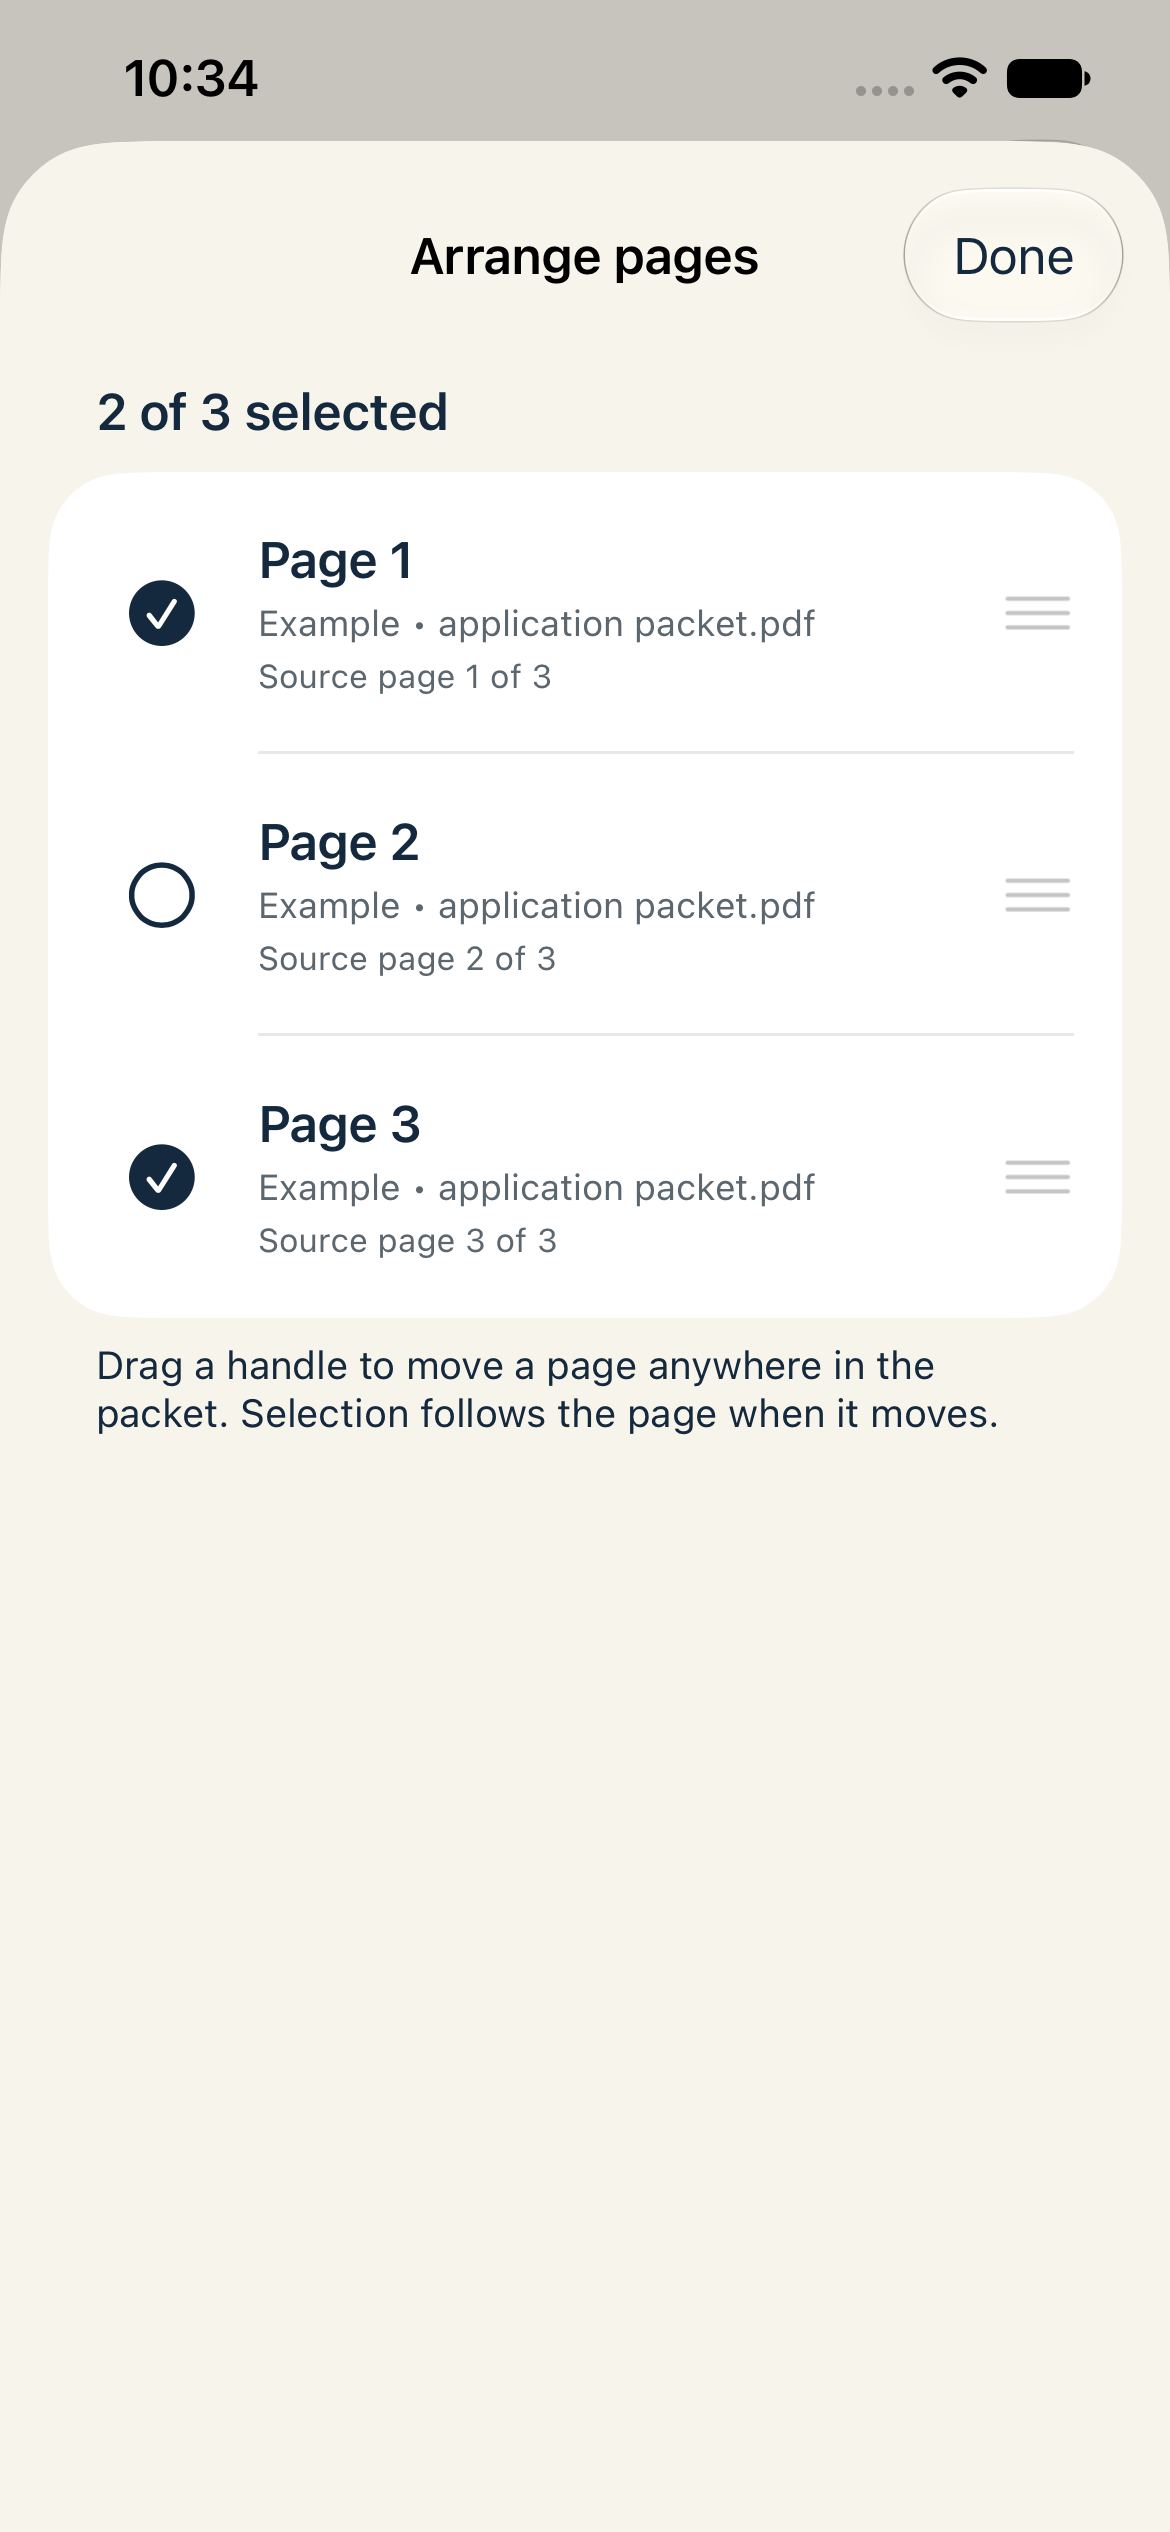 10:34
Arrange pages
Done
2 of 3 selected
Page 1
Example • application packet.pdf
Source page 1 of 3
Page 2
Example • application packet.pdf
Source page 2 of 3
Page 3
Example • application packet.pdf
Source page 3 of 3
Drag a handle to move a page anywhere in the
packet. Selection follows the page when it moves.